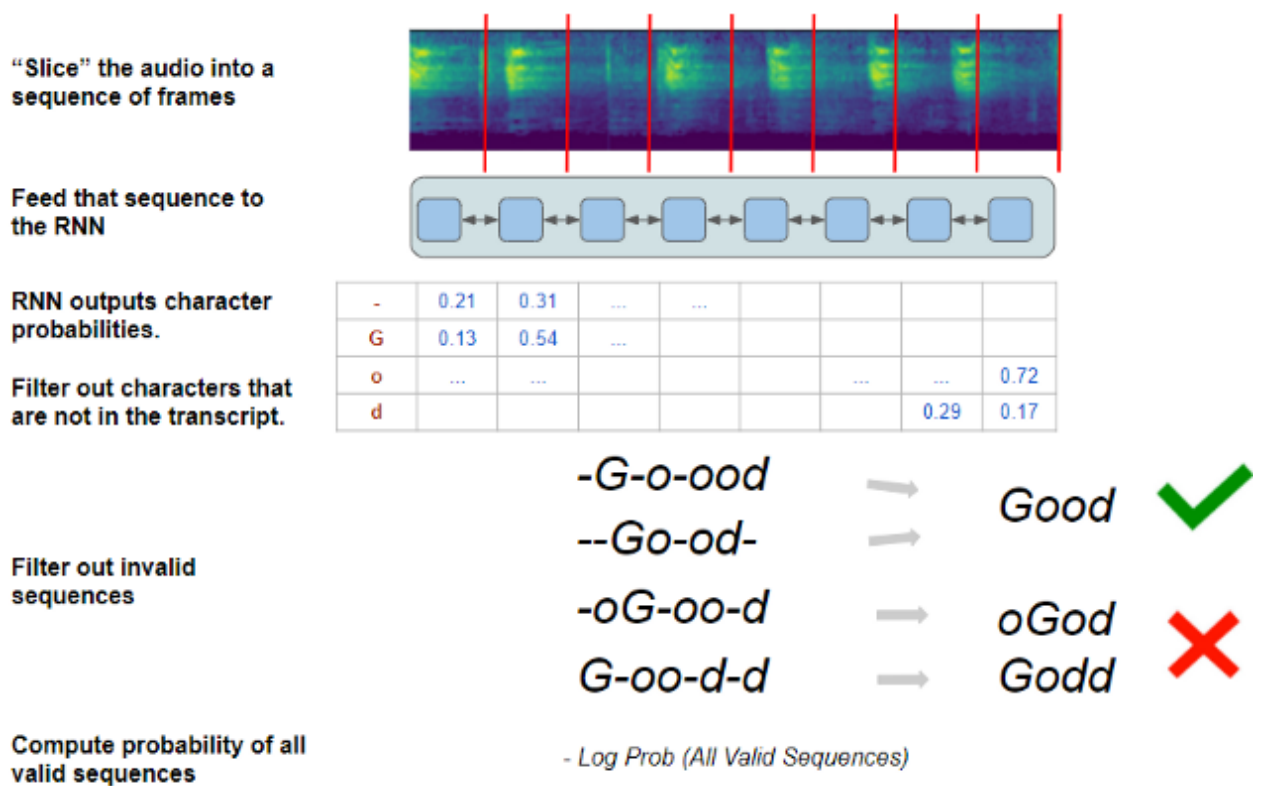 “Slice” the audio into a
sequence of frames
Feed that sequence to
the RNN
RNN outputs character
probabilities.
Filter out characters that
are not in the transcript.
- 0.21 0.31 ... ...
G 0.13 0.54 ...
o ... ... ... ... 0.72
d 0.29 0.17
Filter out invalid
sequences
-G-o-ood
Good
--Go-od-
-oG-oo-d oGod
G-oo-d-d Godd
Compute probability of all
valid sequences
- Log Prob (All Valid Sequences)